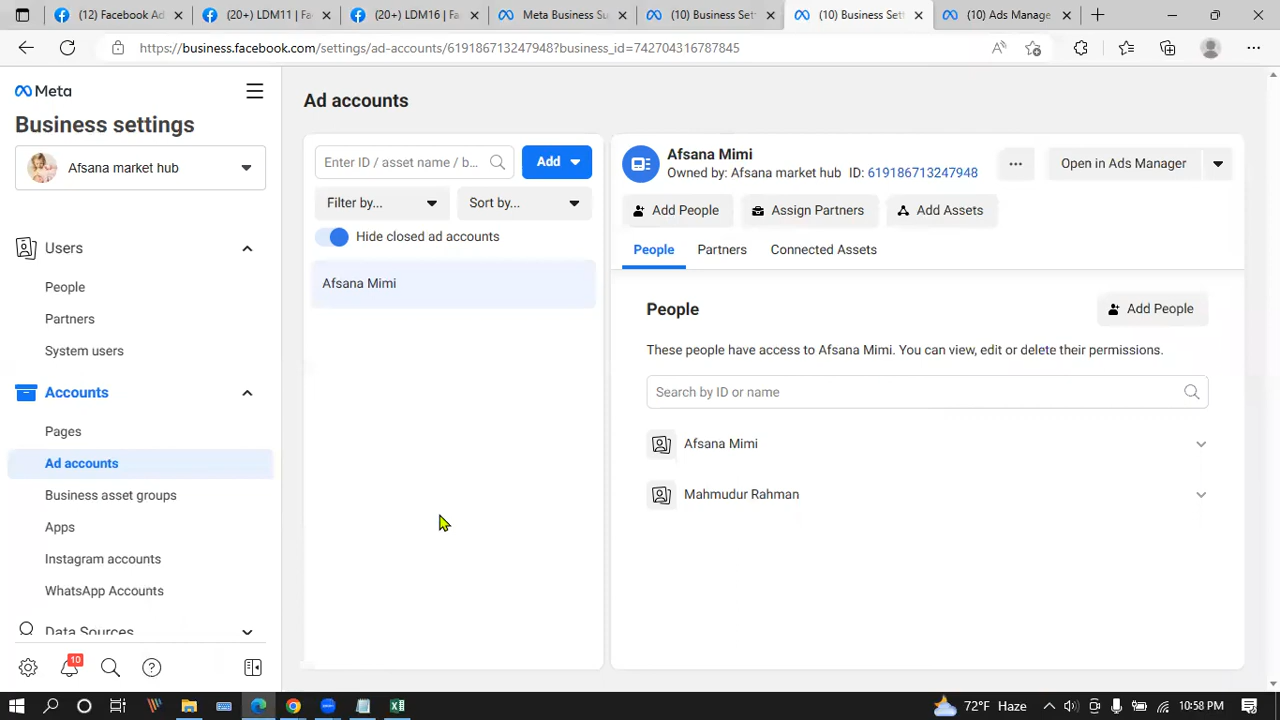 (12) Facebook Ad
(20+) LDM11 | Fac
(20+) LDM16 | Fac
Meta Business Su
(10) Business Set
(10) Business Set
(10) Ads Manage
https://business.facebook.com/settings/ad-accounts/619186713247948?business_id=742704316787845
Meta
Business settings
Afsana market hub
Users
People
Partners
System users
Accounts
Pages
Ad accounts
Business asset groups
Apps
Instagram accounts
WhatsApp Accounts
Data Sources
10
Ad accounts
Enter ID / asset name / b...
Add
Filter by...
Sort by...
Hide closed ad accounts
Afsana Mimi
Afsana Mimi
Owned by: Afsana market hub ID: 619186713247948
Open in Ads Manager
Add People
Assign Partners
Add Assets
People
Partners
Connected Assets
People
Add People
These people have access to Afsana Mimi. You can view, edit or delete their permissions.
Search by ID or name
Afsana Mimi
Mahmudur Rahman
72°F Haze
10:58 PM